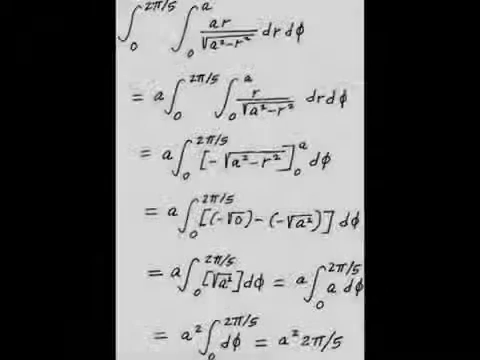 ∫₀^{2π/5} ∫₀^{a} ar/√(a²−r²) dr dϕ
= a ∫₀^{2π/5} ∫₀^{a} r/√(a²−r²) dr dϕ
= a ∫₀^{2π/5} [−√(a²−r²)]₀^{a} dϕ
= a ∫₀^{2π/5} [(−√0)−(−√a²)] dϕ
= a ∫₀^{2π/5} [√a²] dϕ = a ∫₀^{2π/5} a dϕ
= a² ∫₀^{2π/5} dϕ = a² 2π/5